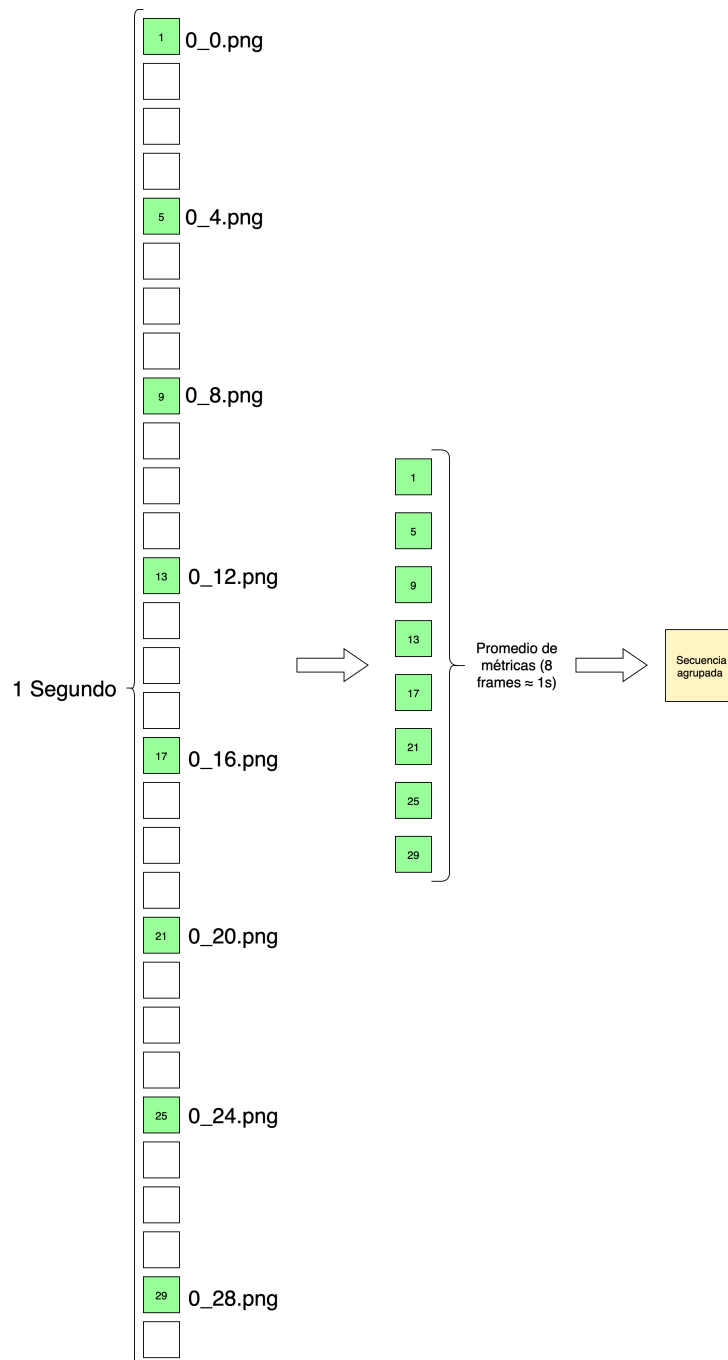 1 0_0.png
5 0_4.png
9 0_8.png
13 0_12.png
1 Segundo
17 0_16.png
21 0_20.png
25 0_24.png
29 0_28.png
1
5
9
13
17
21
25
29
Promedio de
métricas (8
frames ≈ 1s)
Secuencia
agrupada